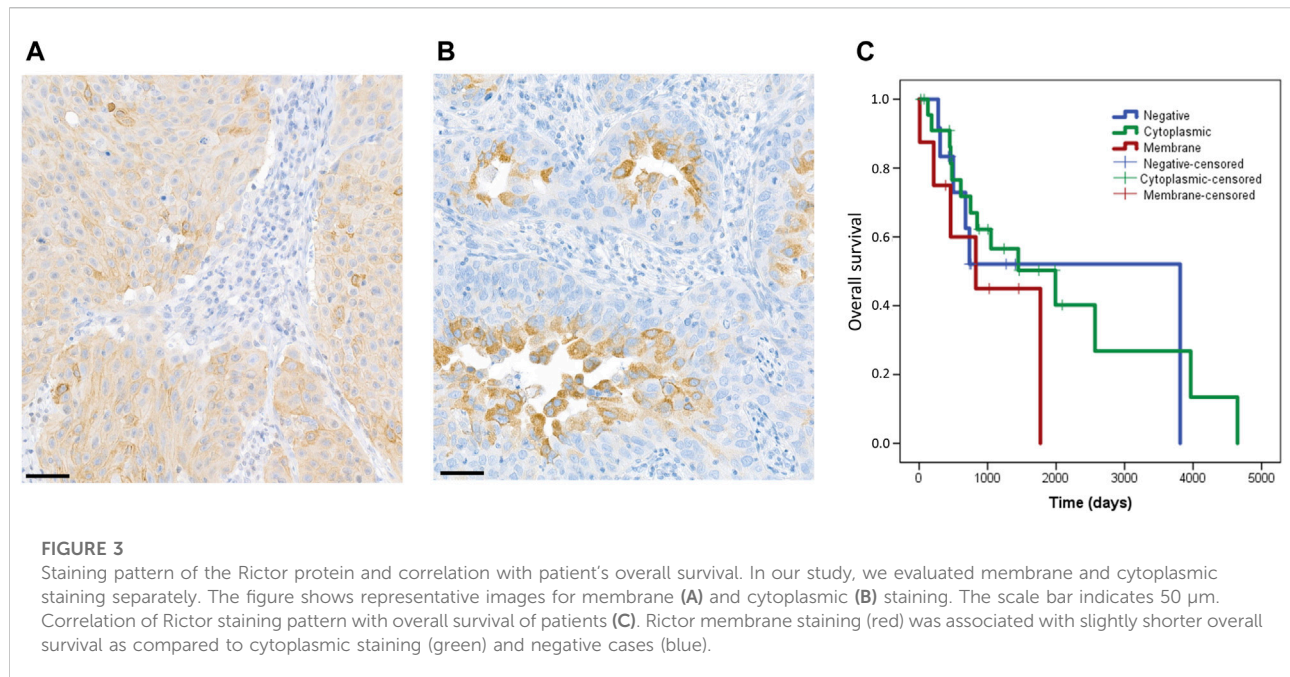 A
B
C
1.0
0.8
0.6
0.4
0.2
0.0
Overall survival
Negative
Cytoplasmic
Membrane
Negative-censored
Cytoplasmic-censored
Membrane-censored
0 1000 2000 3000 4000 5000
Time (days)
FIGURE 3
Staining pattern of the Rictor protein and correlation with patient's overall survival. In our study, we evaluated membrane and cytoplasmic
staining separately. The figure shows representative images for membrane (A) and cytoplasmic (B) staining. The scale bar indicates 50 μm.
Correlation of Rictor staining pattern with overall survival of patients (C). Rictor membrane staining (red) was associated with slightly shorter overall
survival as compared to cytoplasmic staining (green) and negative cases (blue).